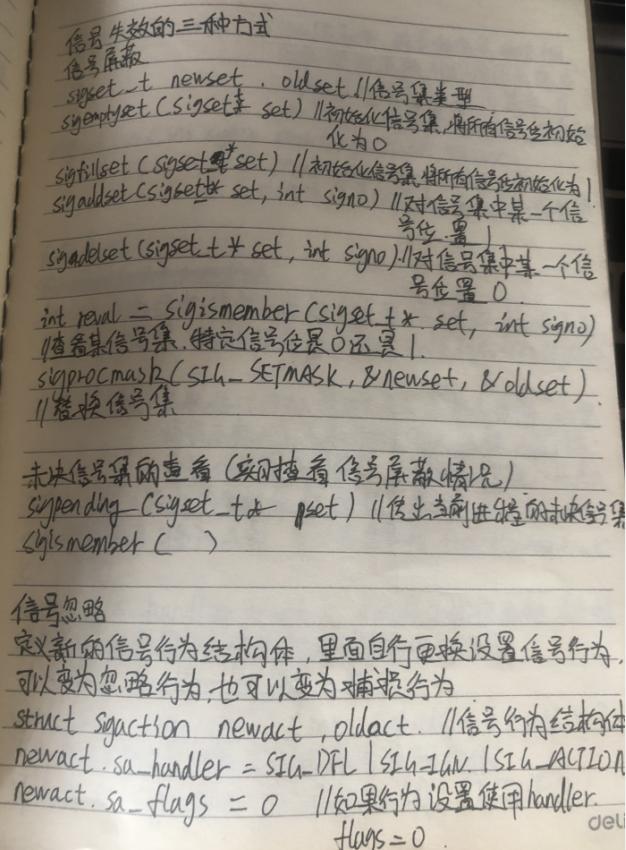 信号失效的三种方式
信号屏蔽
sigset_t newset . oldset //信号集类型
sigemptyset (sigset* set) //初始化信号集,将所有信号位初始
化为0
sigfillset (sigset_t* set) //初始化信号集,将所有信号位初始化为1
sigaddset (sigset_t* set, int signo) //对信号集中某一个信
号位 置 1
sigadelset (sigset_t* set, int signo) //对信号集中某一个信
号位置 0.
int reval = sigismember (sigset_t* set, int signo)
//查看某信号集,特定信号位是0还是1.
sigprocmask (SIG_SETMASK, &newset, &oldset).
//替换信号集
未决信号集的查看 (实时查看信号屏蔽情况)
sigpending (sigset_t* pset) //传出当前进程的未决信号集
sigismember ( )
信号忽略
定义新的信号行为结构体,里面自行更换设置信号行为,
可以变为忽略行为,也可以变为捕捉行为
struct sgaction newact , oldact. //信号行为结构体
newact.sa_handler = SIG_DFL | SIG_IGN. | SIG_ACTION
newact.sa_flags = 0 //如果行为设置使用handler.
flags = 0.
deli